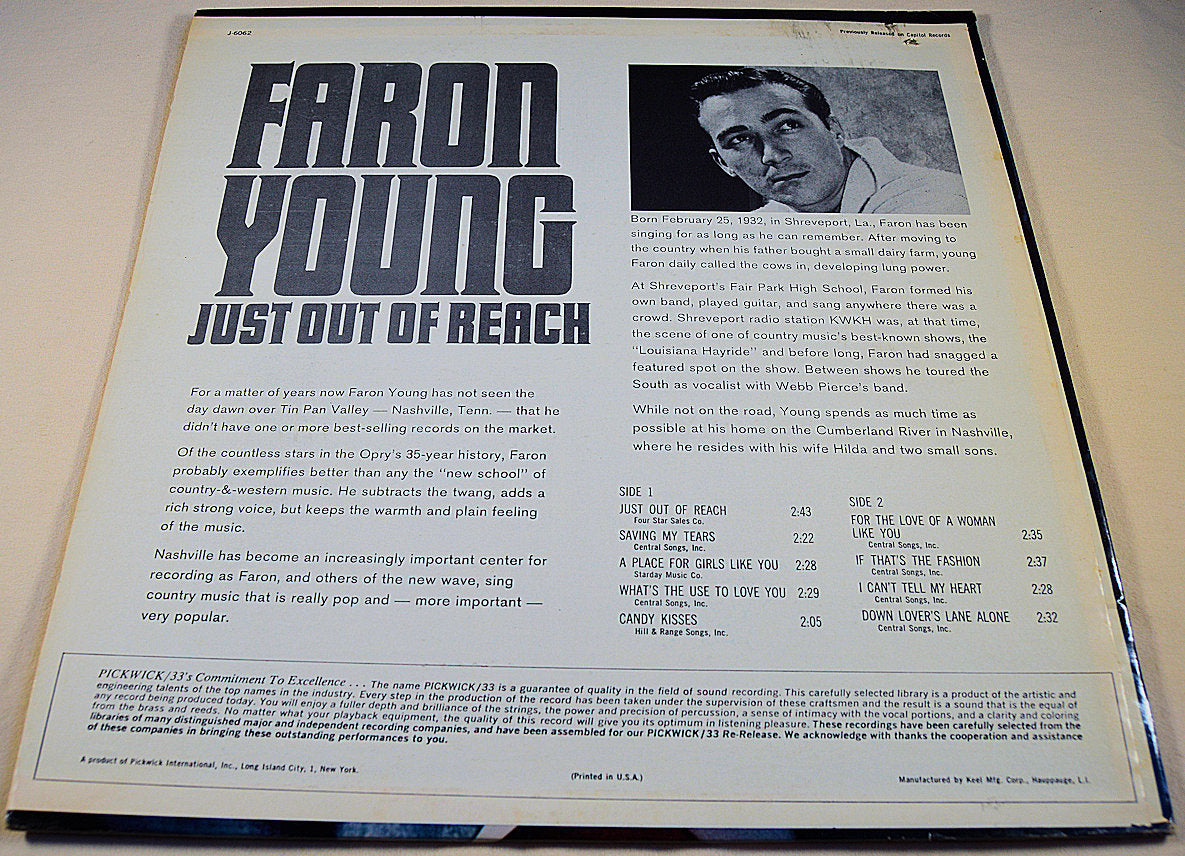 J-6062
Previously Released on Capitol Records
FARON
YOUNG
JUST OUT OF REACH
For a matter of years now Faron Young has not seen the
day dawn over Tin Pan Valley — Nashville, Tenn. — that he
didn't have one or more best-selling records on the market.
Of the countless stars in the Opry's 35-year history, Faron
probably exemplifies better than any the "new school" of
country-&-western music. He subtracts the twang, adds a
rich strong voice, but keeps the warmth and plain feeling
of the music.
Nashville has become an increasingly important center for
recording as Faron, and others of the new wave, sing
country music that is really pop and — more important —
very popular.
Born February 25, 1932, in Shreveport, La., Faron has been
singing for as long as he can remember. After moving to
the country when his father bought a small dairy farm, young
Faron daily called the cows in, developing lung power.
At Shreveport's Fair Park High School, Faron formed his
own band, played guitar, and sang anywhere there was a
crowd. Shreveport radio station KWKH was, at that time,
the scene of one of country music's best-known shows, the
"Louisiana Hayride" and before long, Faron had snagged a
featured spot on the show. Between shows he toured the
South as vocalist with Webb Pierce's band.
While not on the road, Young spends as much time as
possible at his home on the Cumberland River in Nashville,
where he resides with his wife Hilda and two small sons.
SIDE 1
JUST OUT OF REACH 2:43
Four Star Sales Co.
SAVING MY TEARS 2:22
Central Songs, Inc.
A PLACE FOR GIRLS LIKE YOU 2:28
Starday Music Co.
WHAT'S THE USE TO LOVE YOU 2:29
Central Songs, Inc.
CANDY KISSES 2:05
Hill & Range Songs, Inc.
SIDE 2
FOR THE LOVE OF A WOMAN
LIKE YOU 2:35
Central Songs, Inc.
IF THAT'S THE FASHION 2:37
Central Songs, Inc.
I CAN'T TELL MY HEART 2:28
Central Songs, Inc.
DOWN LOVER'S LANE ALONE 2:32
Central Songs, Inc.
PICKWICK/33's Commitment To Excellence . . . The name PICKWICK/33 is a guarantee of quality in the field of sound recording. This carefully selected library is a product of the artistic and
engineering talents of the top names in the industry. Every step in the production of the record has been taken under the supervision of these craftsmen and the result is a sound that is the equal of
any record being produced today. You will enjoy a fuller depth and brilliance of the strings, the power and precision of percussion, a sense of intimacy with the vocal portions, and a clarity and coloring
from the brass and reeds. No matter what your playback equipment, the quality of this record will give you its optimum in listening pleasure. These recordings have been carefully selected from the
libraries of many distinguished major and independent recording companies, and have been assembled for our PICKWICK/33 Re-Release. We acknowledge with thanks the cooperation and assistance
of these companies in bringing these outstanding performances to you.
A product of Pickwick International, Inc., Long Island City, 1, New York.
(Printed in U.S.A.)
Manufactured by Keel Mfg. Corp., Hauppauge, L.I.